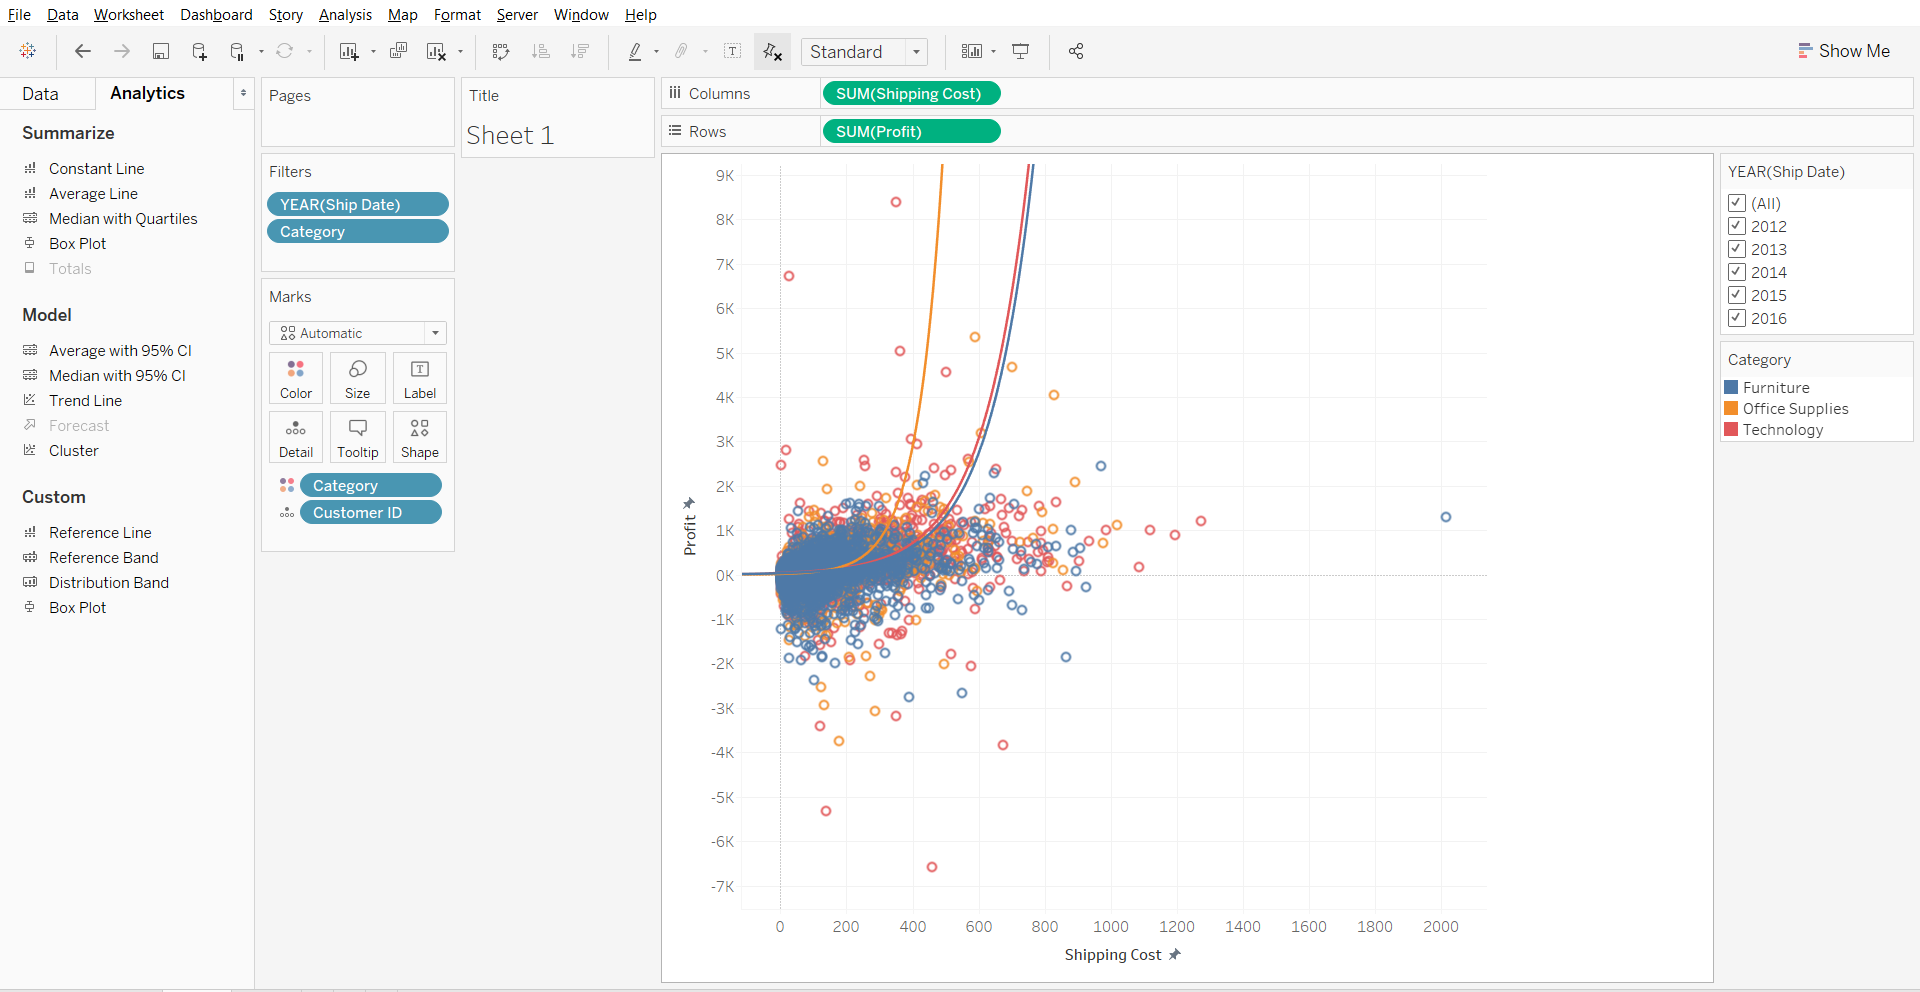 File Data Worksheet Dashboard Story Analysis Map Format Server Window Help
Standard
Show Me
Data Analytics
Summarize
Constant Line
Average Line
Median with Quartiles
Box Plot
Totals
Model
Average with 95% CI
Median with 95% CI
Trend Line
Forecast
Cluster
Custom
Reference Line
Reference Band
Distribution Band
Box Plot
Pages
Filters
YEAR(Ship Date)
Category
Marks
Automatic
Color Size Label
T
Detail Tooltip Shape
Category
Customer ID
Title
Sheet 1
Columns SUM(Shipping Cost)
Rows SUM(Profit)
9K
8K
7K
6K
5K
4K
3K
2K
1K
0K
-1K
-2K
-3K
-4K
-5K
-6K
-7K
Profit
0 200 400 600 800 1000 1200 1400 1600 1800 2000
Shipping Cost
YEAR(Ship Date)
(All)
2012
2013
2014
2015
2016
Category
Furniture
Office Supplies
Technology